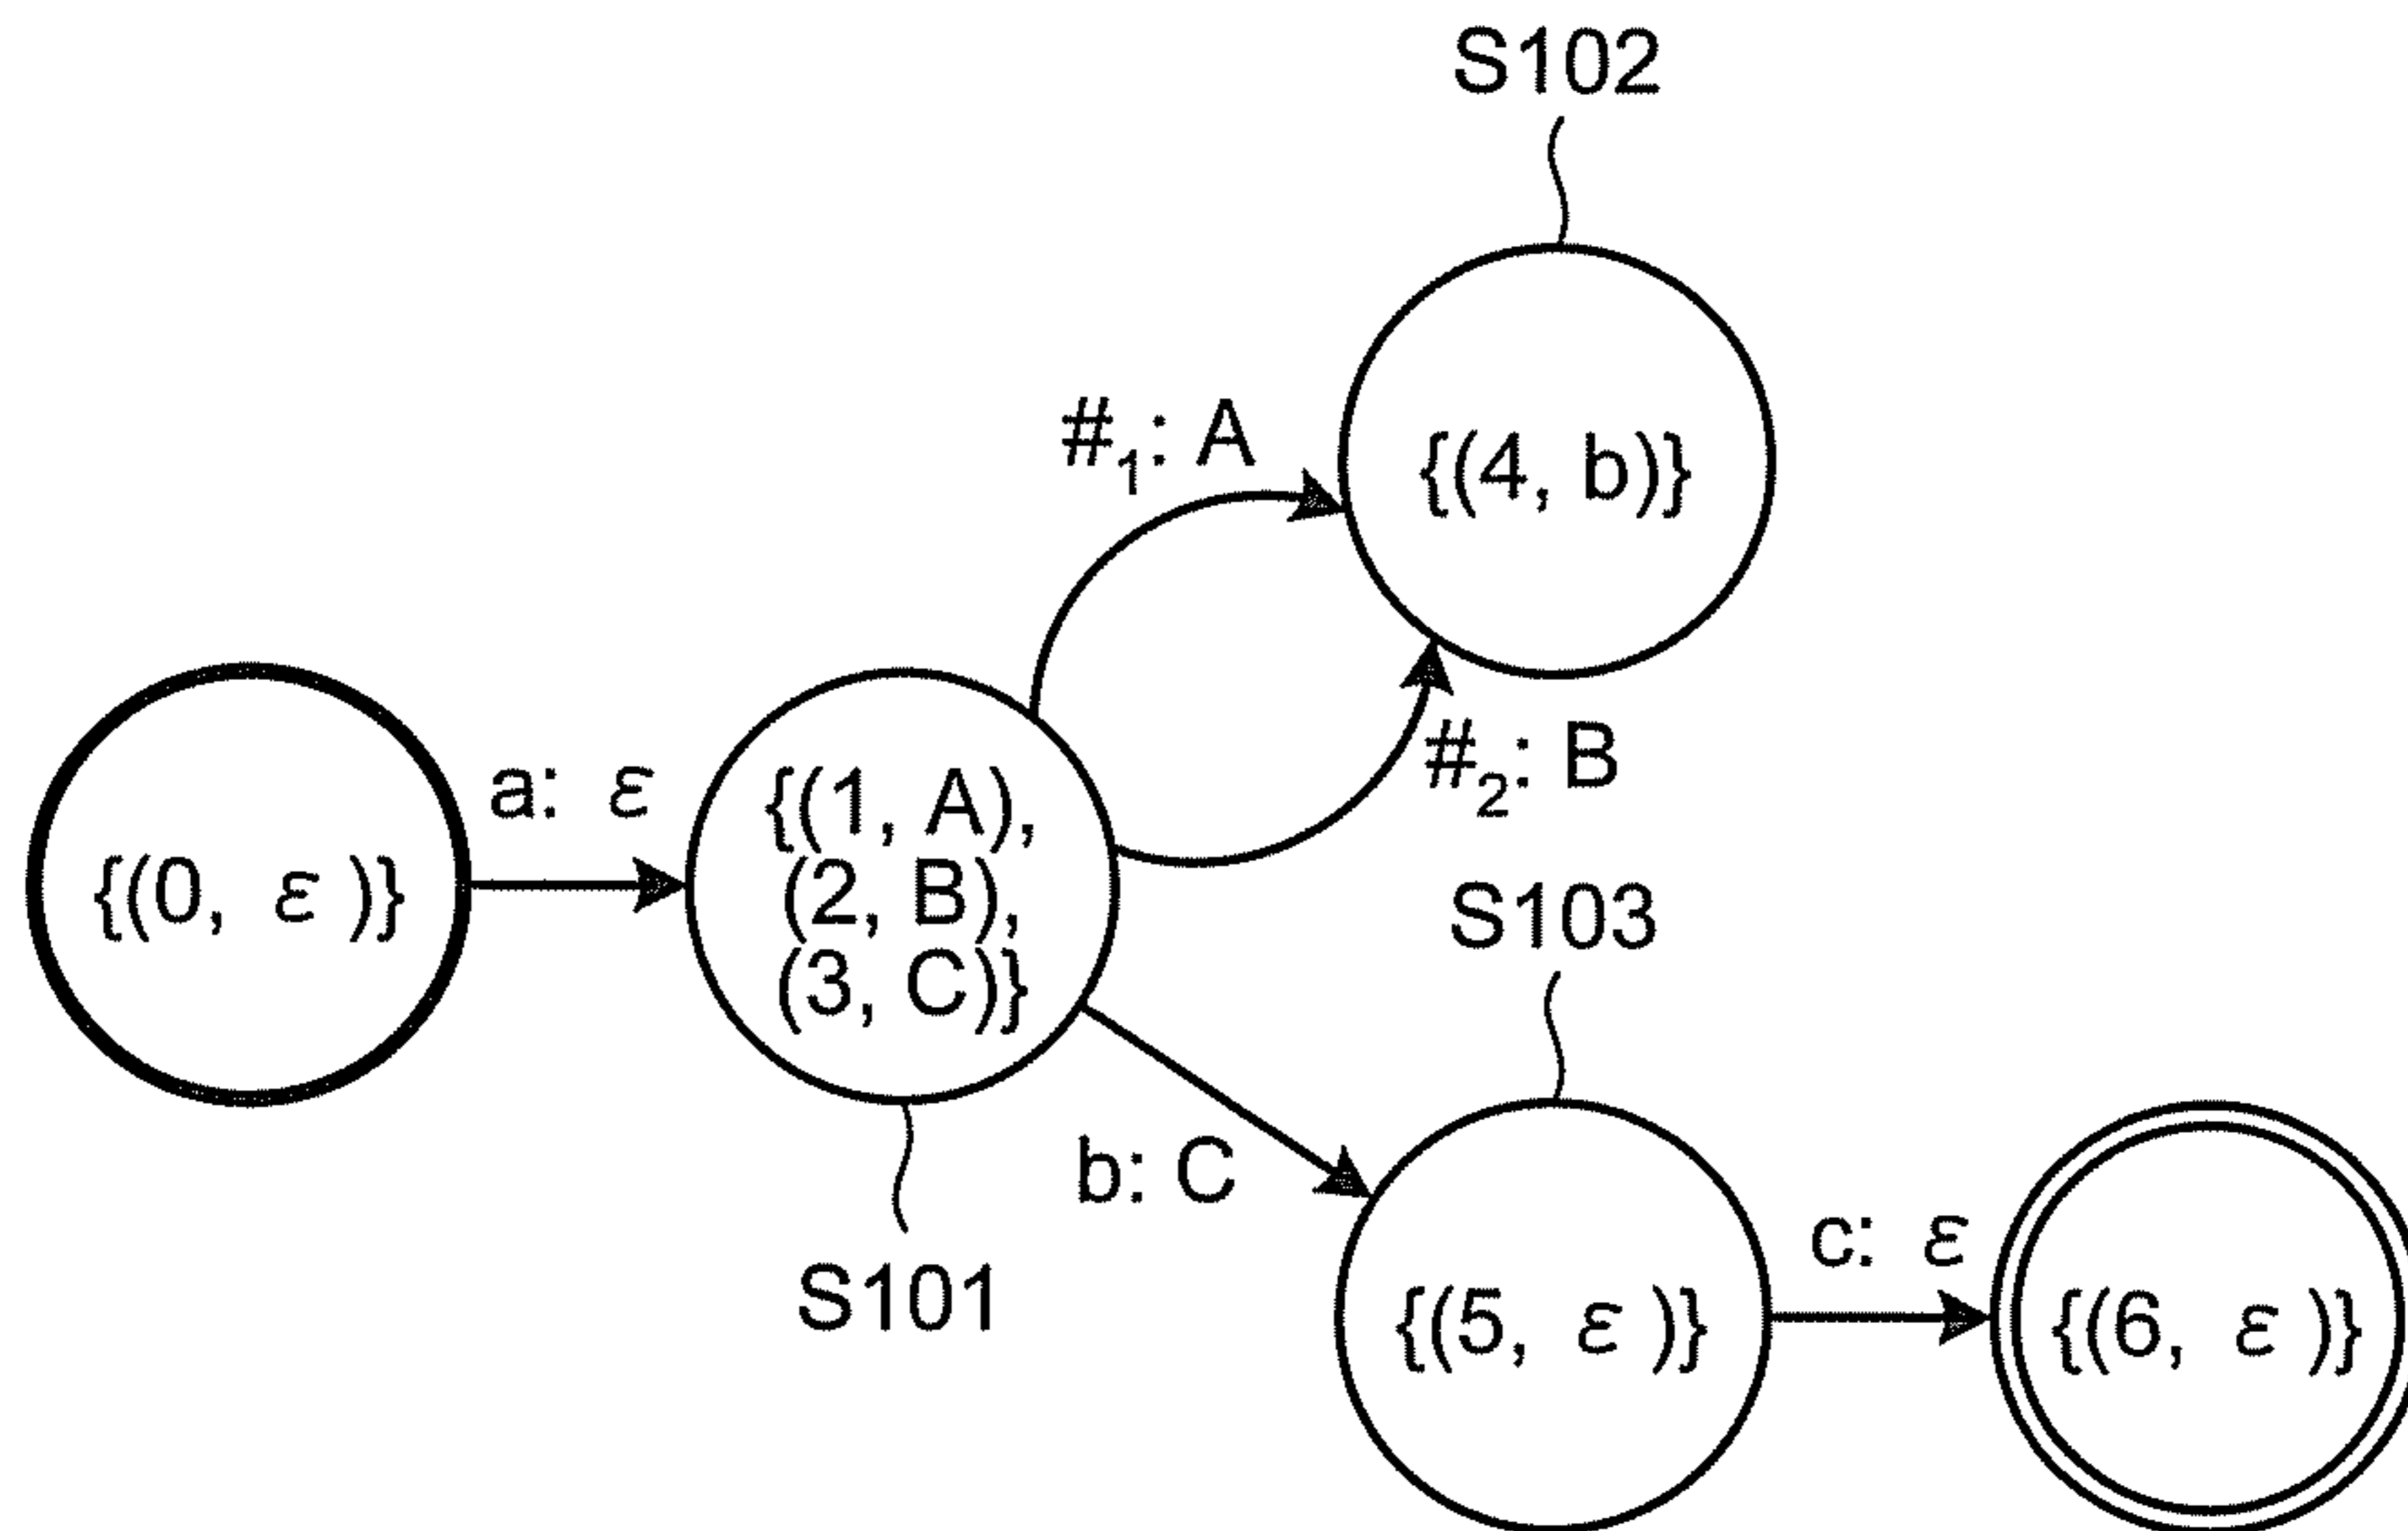 S102
#₁: A
{(4, b)}
#₂: B
a: ε
{(0, ε )}
{(1, A),
(2, B),
(3, C)}
S103
b: C
S101
{(5, ε )}
c: ε
{(6, ε )}